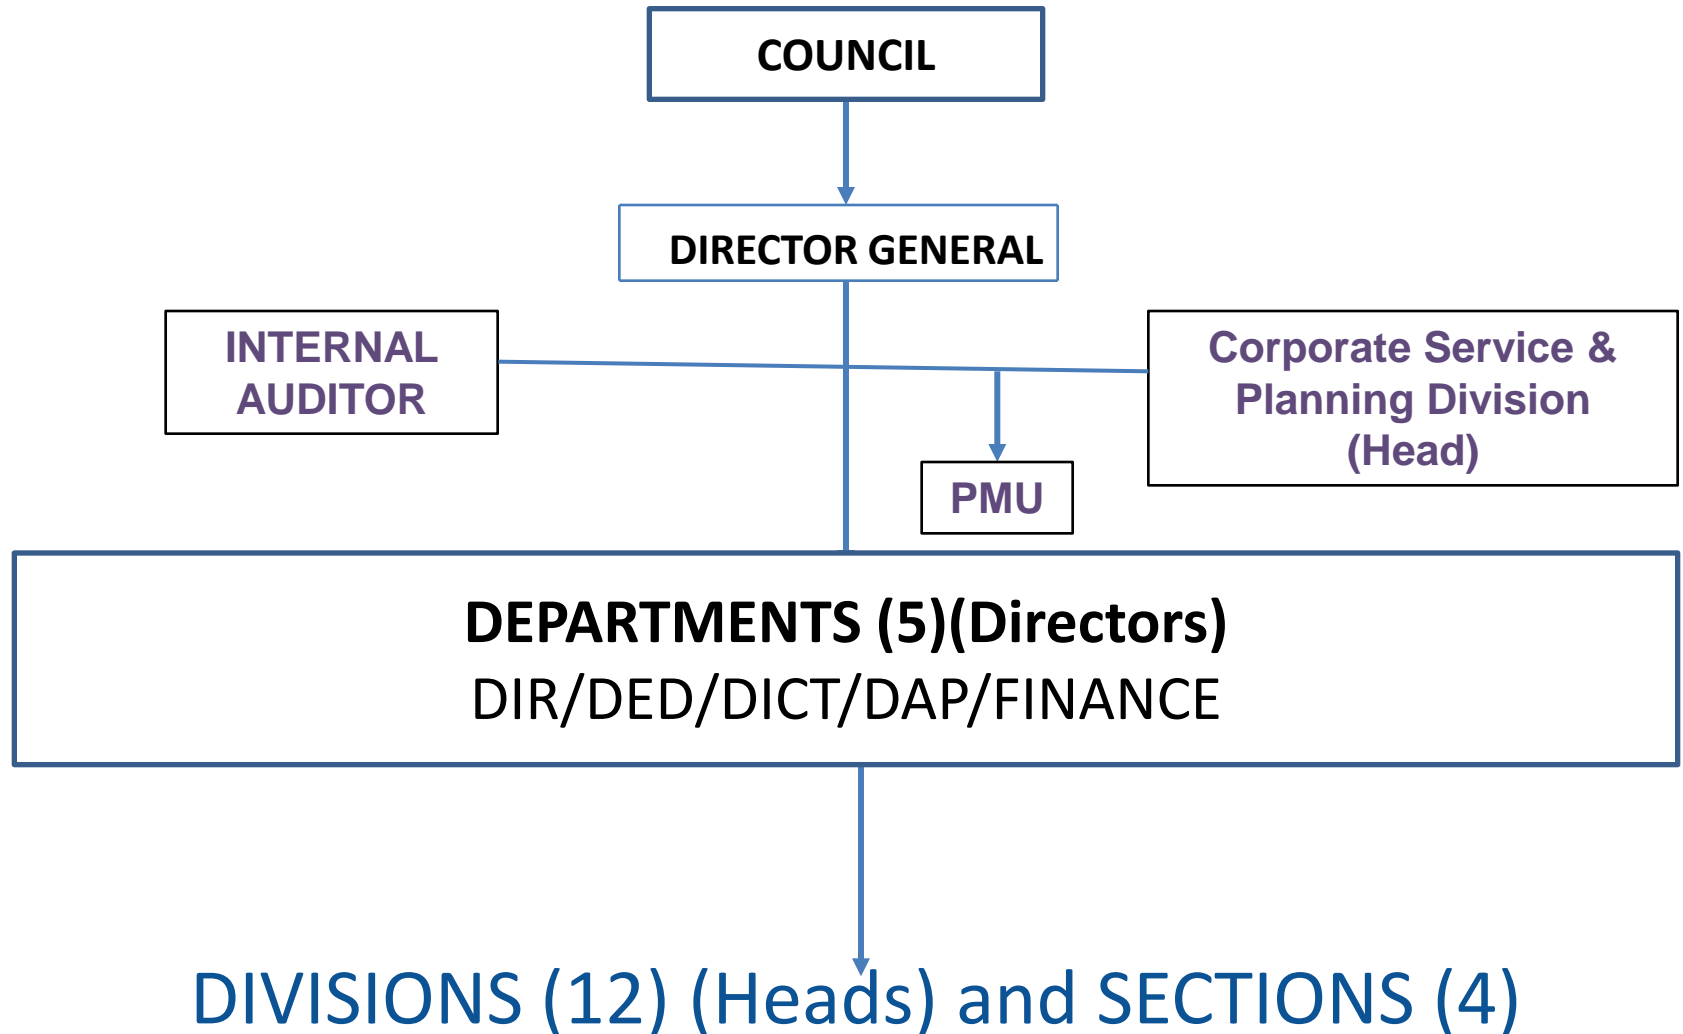 COUNCIL
DIRECTOR GENERAL
INTERNAL
AUDITOR
Corporate Service &
Planning Division
(Head)
PMU
DEPARTMENTS (5)(Directors)
DIR/DED/DICT/DAP/FINANCE
DIVISIONS (12) (Heads) and SECTIONS (4)